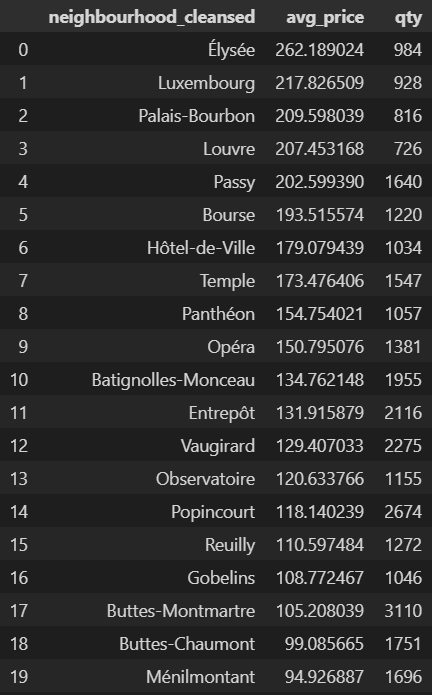 neighbourhood_cleansed avg_price qty
0 Élysée 262.189024 984
1 Luxembourg 217.826509 928
2 Palais-Bourbon 209.598039 816
3 Louvre 207.453168 726
4 Passy 202.599390 1640
5 Bourse 193.515574 1220
6 Hôtel-de-Ville 179.079439 1034
7 Temple 173.476406 1547
8 Panthéon 154.754021 1057
9 Opéra 150.795076 1381
10 Batignolles-Monceau 134.762148 1955
11 Entrepôt 131.915879 2116
12 Vaugirard 129.407033 2275
13 Observatoire 120.633766 1155
14 Popincourt 118.140239 2674
15 Reuilly 110.597484 1272
16 Gobelins 108.772467 1046
17 Buttes-Montmartre 105.208039 3110
18 Buttes-Chaumont 99.085665 1751
19 Ménilmontant 94.926887 1696